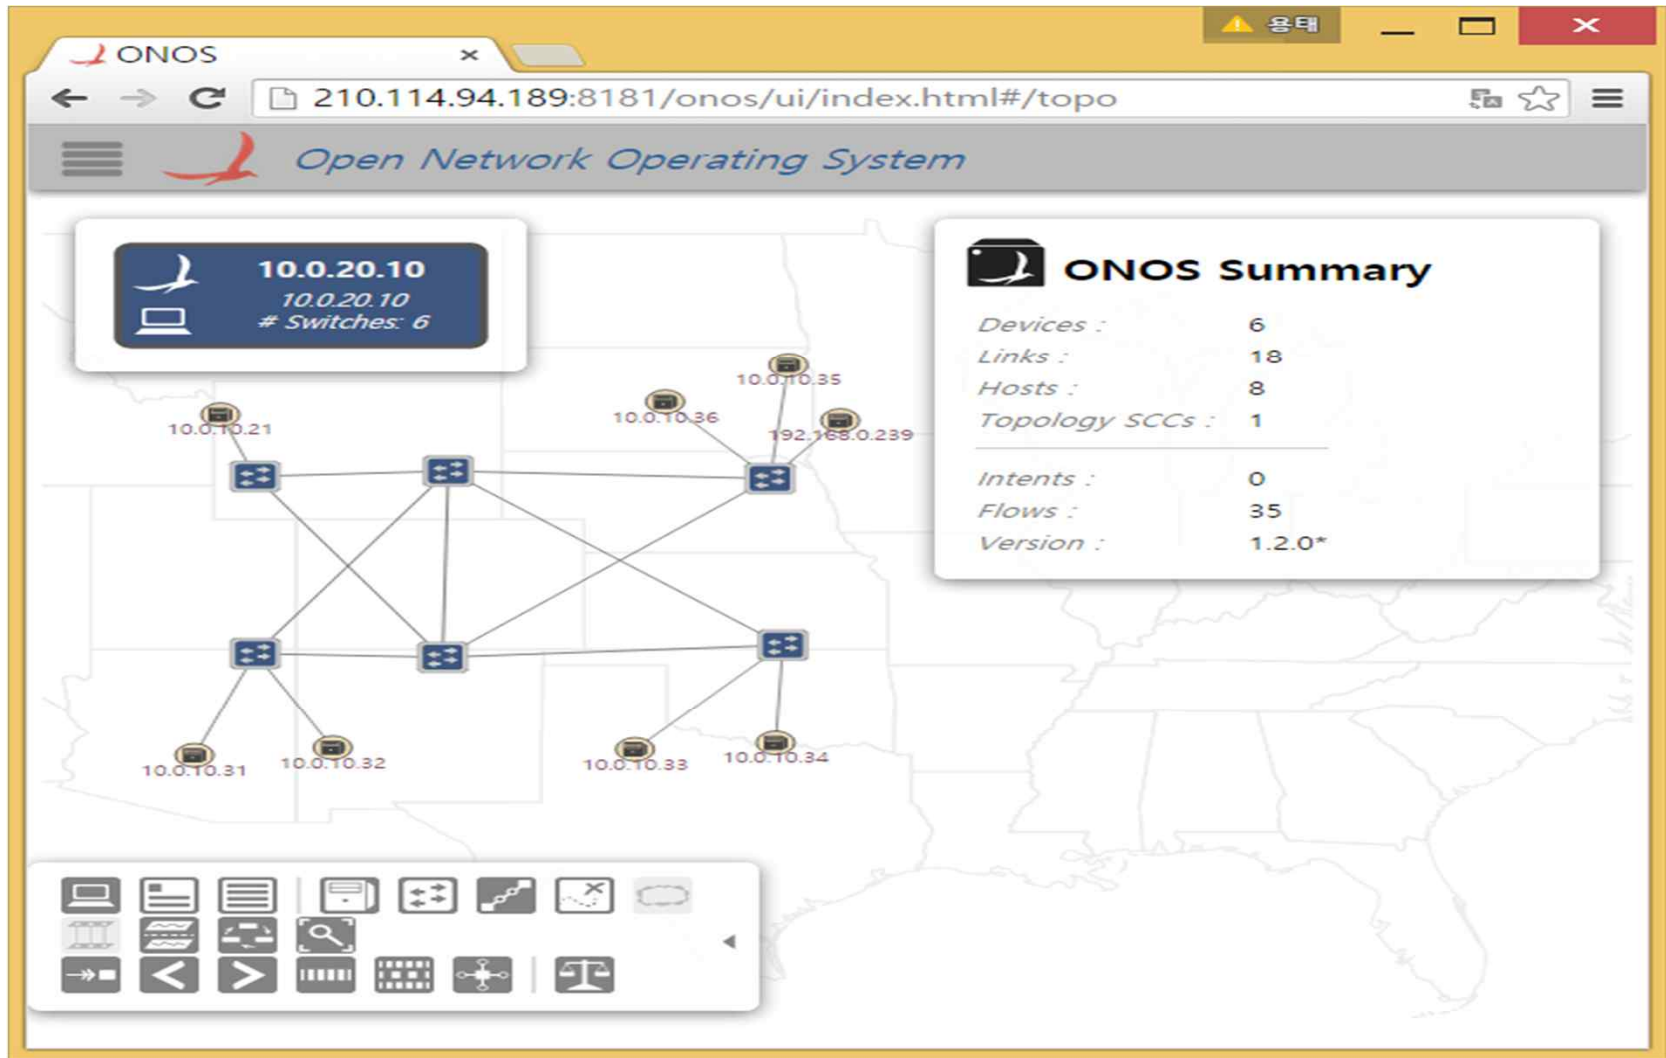 용태
ONOS
210.114.94.189:8181/onos/ui/index.html#/topo
Open Network Operating System
10.0.20.10
10.0.20.10
# Switches: 6
ONOS Summary
Devices : 6
Links : 18
Hosts : 8
Topology SCCs : 1
Intents : 0
Flows : 35
Version : 1.2.0*
10.0.10.35
10.0.10.36
10.0.10.21
192.168.0.239
10.0.10.31
10.0.10.32
10.0.10.33
10.0.10.34